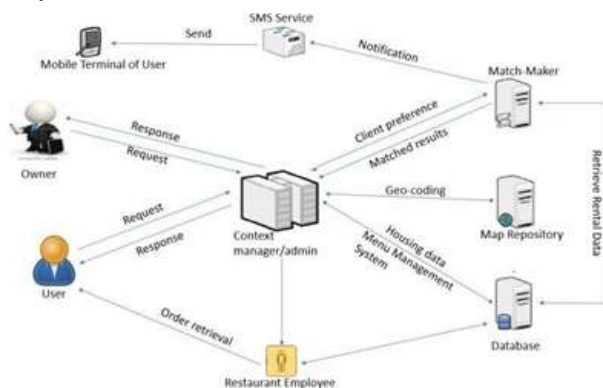 SMS Service
Send
Mobile Terminal of User
Notification
Match-Maker
Client preference
Matched results
Response
Request
Owner
Retrieve Rental Data
Geo-coding
Map Repository
Request
Response
Context
manager/admin
Housing data
Menu Management
System
User
Order retrieval
Database
Restaurant Employee